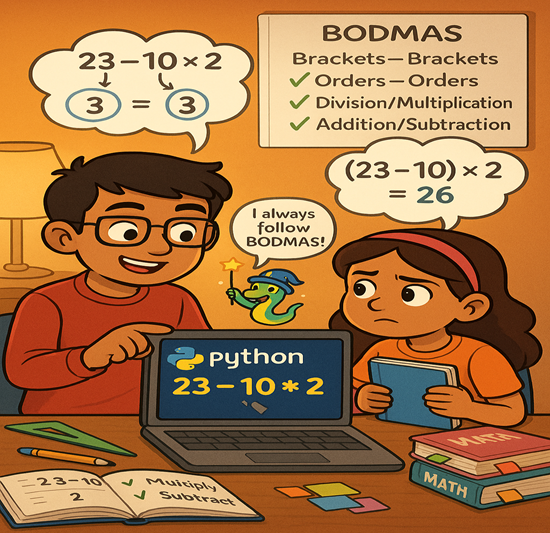 23 – 10 × 2
3 = 3
BODMAS
Brackets – Brackets
✓ Orders – Orders
✓ Division/Multiplication
✓ Addition/Subtraction
(23 – 10) × 2
= 26
I always
follow
BODMAS!
python
23 – 10 * 2
23-10
2
✓ Muitiply
✓ Subtract
MATH
MATH